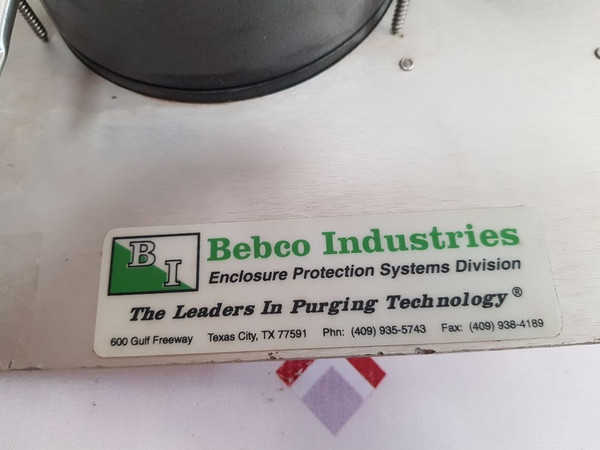 BI
Bebco Industries
Enclosure Protection Systems Division
The Leaders In Purging Technology®
600 Gulf Freeway Texas City, TX 77591 Phn: (409) 935-5743 Fax: (409) 938-4189